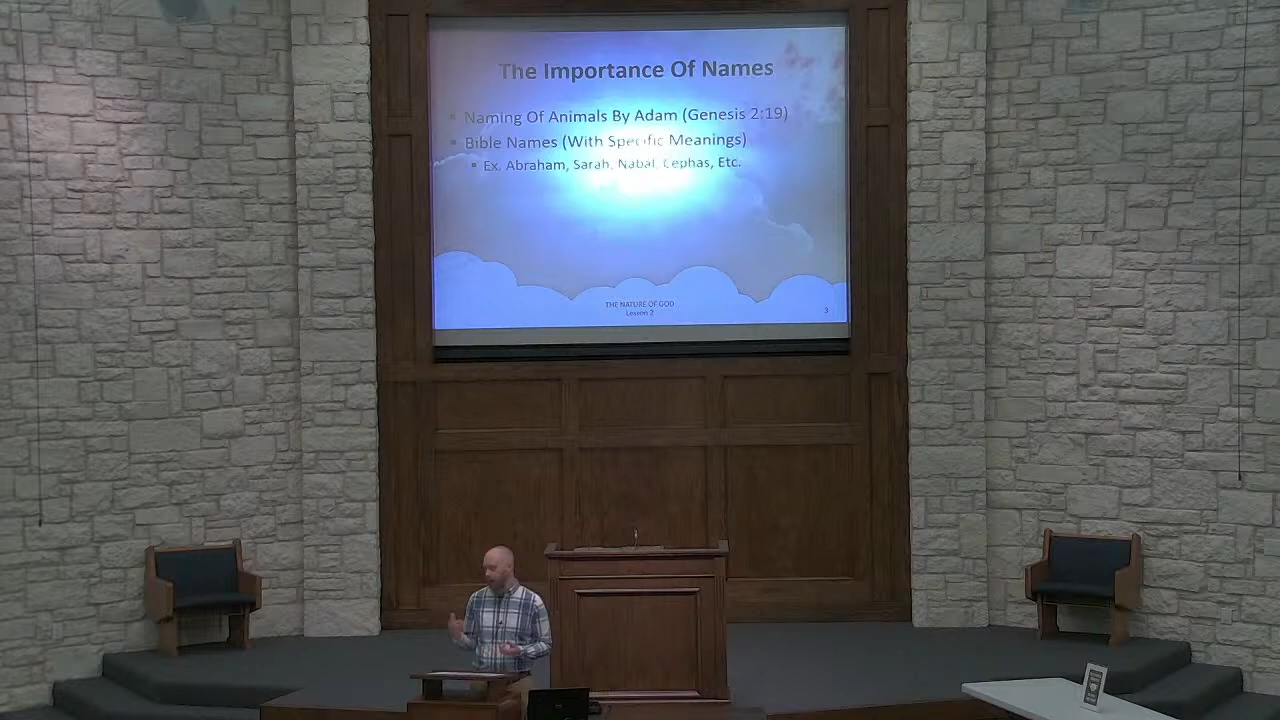 The Importance Of Names
Naming Of Animals By Adam (Genesis 2:19)
Bible Names (With Specific Meanings)
Ex. Abraham, Sarah, Nabal, Cephas, Etc.
THE NATURE OF GOD
Lesson 2
3